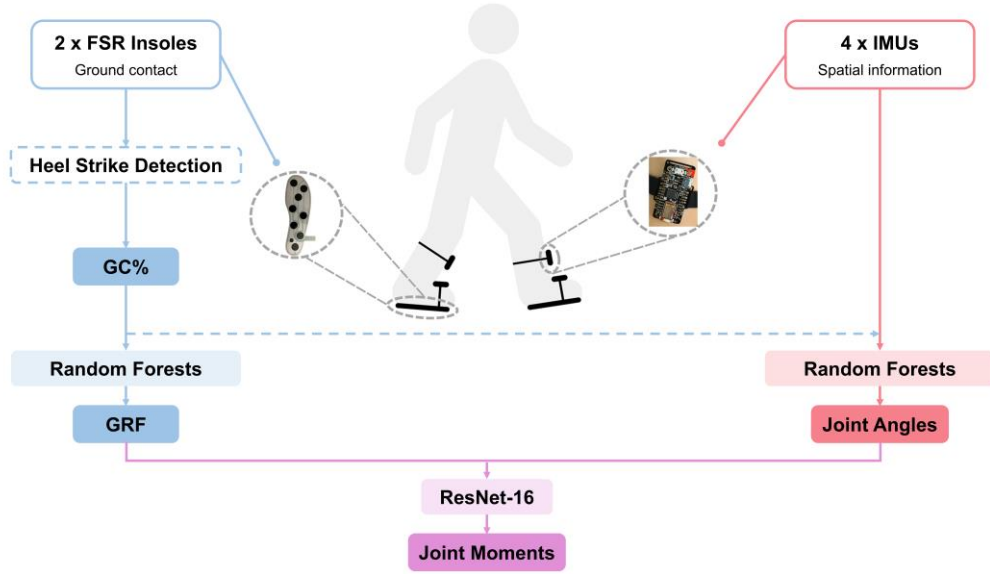 2 x FSR Insoles
Ground contact
4 x IMUs
Spatial information
Heel Strike Detection
GC%
Random Forests
Random Forests
GRF
Joint Angles
ResNet-16
Joint Moments